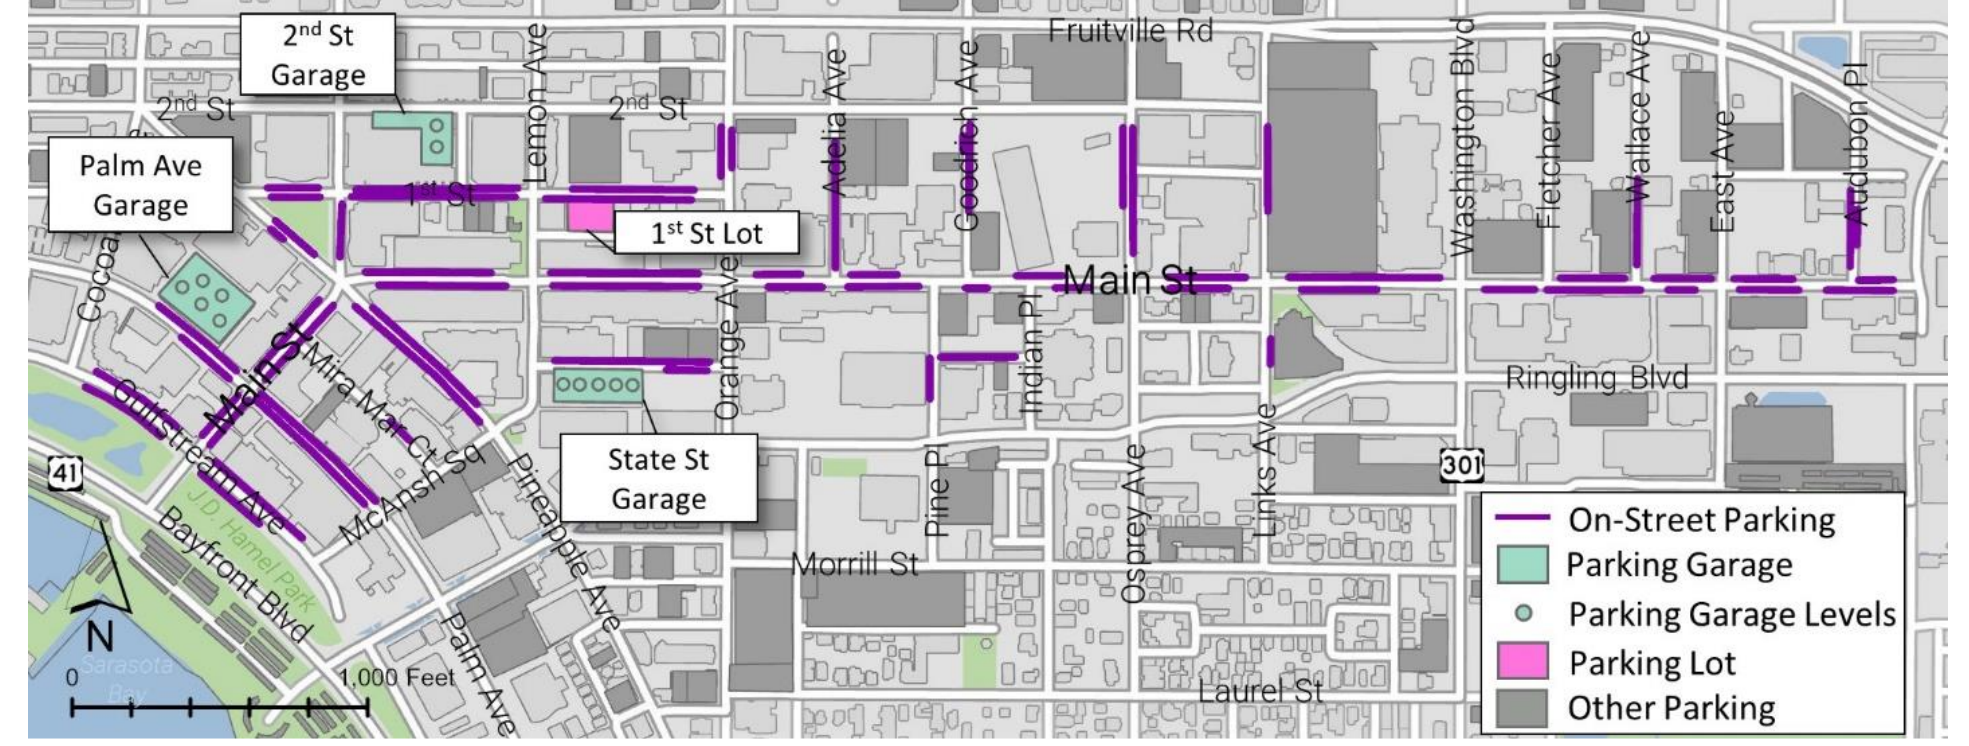 Fruitville Rd
2nd St
Garage
2nd St
2nd St
Palm Ave
Garage
Cocoa
Lemon Ave
Adelia Ave
Goodrich Ave
Washington Blvd
Fletcher Ave
Wallace Ave
East Ave
Audubon Pl
1st St
1st St Lot
Main St
Main St
Orange Ave
Indian Pl
Mira Mar Ct
Gulfstream Ave
McAnsh Sq
Ringling Blvd
State St
Garage
Pineapple Ave
Pine Pl
Osprey Ave
Links Ave
41
301
J.D. Hamel Park
Bayfront Blvd
Morrill St
Palm Ave
Laurel St
N
Sarasota
Bay
0
1,000 Feet
On-Street Parking
Parking Garage
Parking Garage Levels
Parking Lot
Other Parking